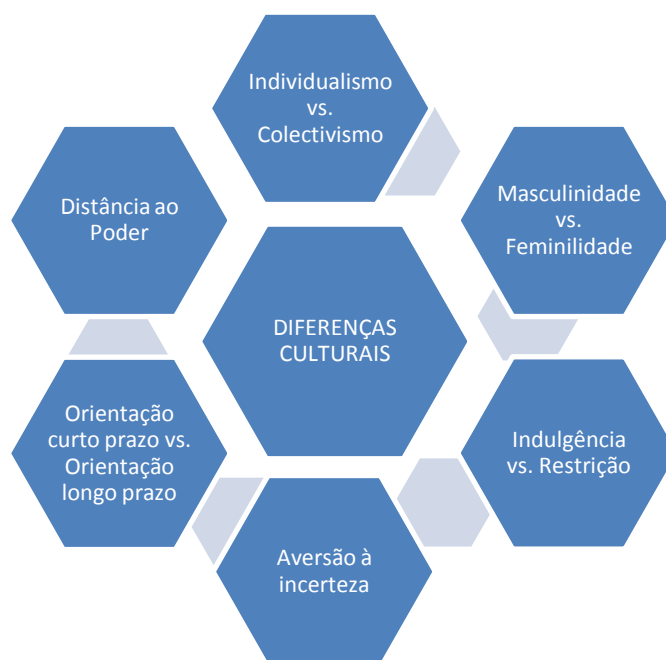 Individualismo
vs.
Colectivismo
Masculinidade
vs.
Feminilidade
Distância ao
Poder
DIFERENÇAS
CULTURAIS
Orientação
curto prazo vs.
Orientação
longo prazo
Indulgência
vs. Restrição
Aversão à
incerteza